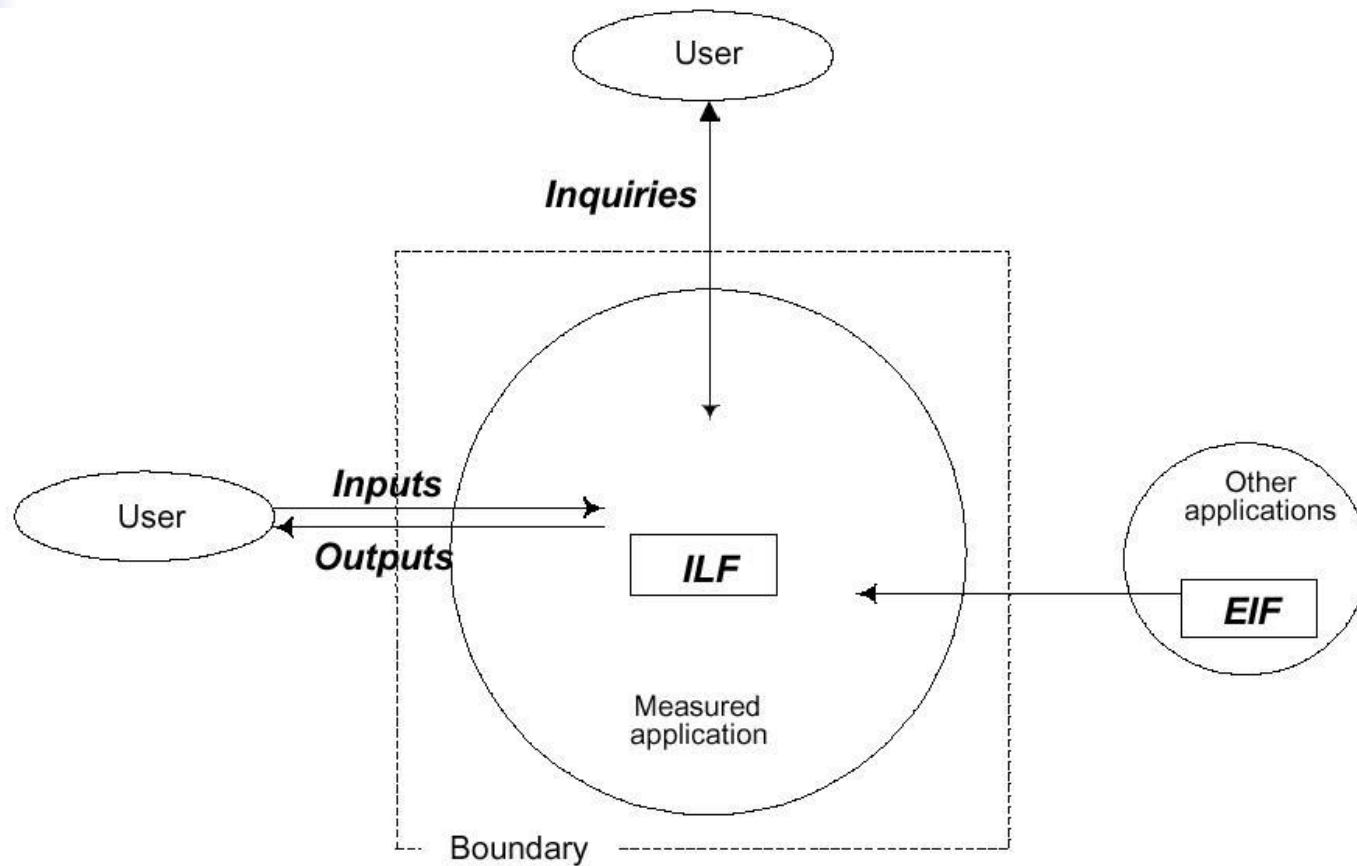 User
Inquiries
User
Inputs
Outputs
ILF
Other
applications
EIF
Measured
application
Boundary